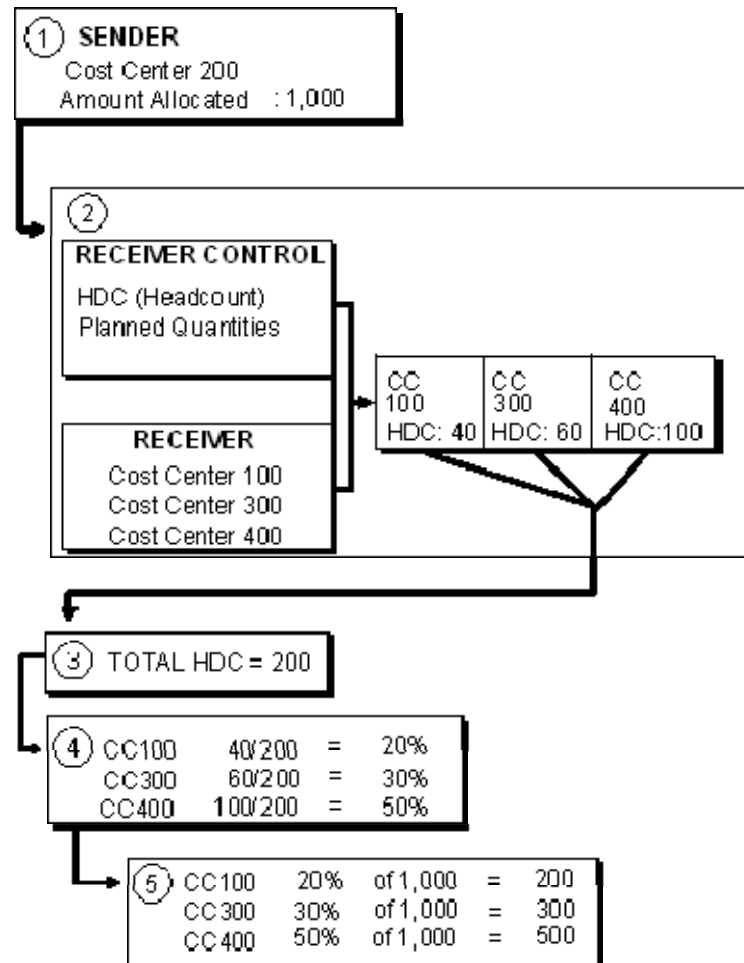 1 SENDER
Cost Center 200
Amount Allocated : 1,000
2
RECEIVER CONTROL
HDC (Headcount)
Planned Quantities
RECEIVER
Cost Center 100
Cost Center 300
Cost Center 400
CC 100 HDC: 40
CC 300 HDC: 60
CC 400 HDC:100
3 TOTAL HDC = 200
4 CC100 40/200 = 20%
CC300 60/200 = 30%
CC400 100/200 = 50%
5 CC100 20% of 1,000 = 200
CC300 30% of 1,000 = 300
CC400 50% of 1,000 = 500